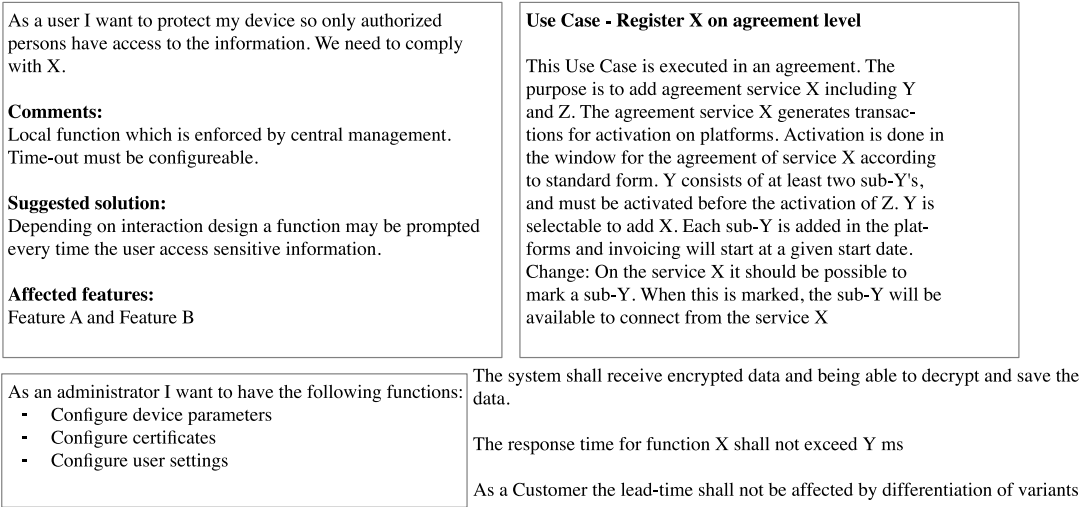 As a user I want to protect my device so only authorized
persons have access to the information. We need to comply
with X.
Comments:
Local function which is enforced by central management.
Time-out must be configureable.
Suggested solution:
Depending on interaction design a function may be prompted
every time the user access sensitive information.
Affected features:
Feature A and Feature B
Use Case - Register X on agreement level
This Use Case is executed in an agreement. The
purpose is to add agreement service X including Y
and Z. The agreement service X generates transac-
tions for activation on platforms. Activation is done in
the window for the agreement of service X according
to standard form. Y consists of at least two sub-Y's,
and must be activated before the activation of Z. Y is
selectable to add X. Each sub-Y is added in the plat-
forms and invoicing will start at a given start date.
Change: On the service X it should be possible to
mark a sub-Y. When this is marked, the sub-Y will be
available to connect from the service X
As an administrator I want to have the following functions:
- Configure device parameters
- Configure certificates
- Configure user settings
The system shall receive encrypted data and being able to decrypt and save the
data.
The response time for function X shall not exceed Y ms
As a Customer the lead-time shall not be affected by differentiation of variants